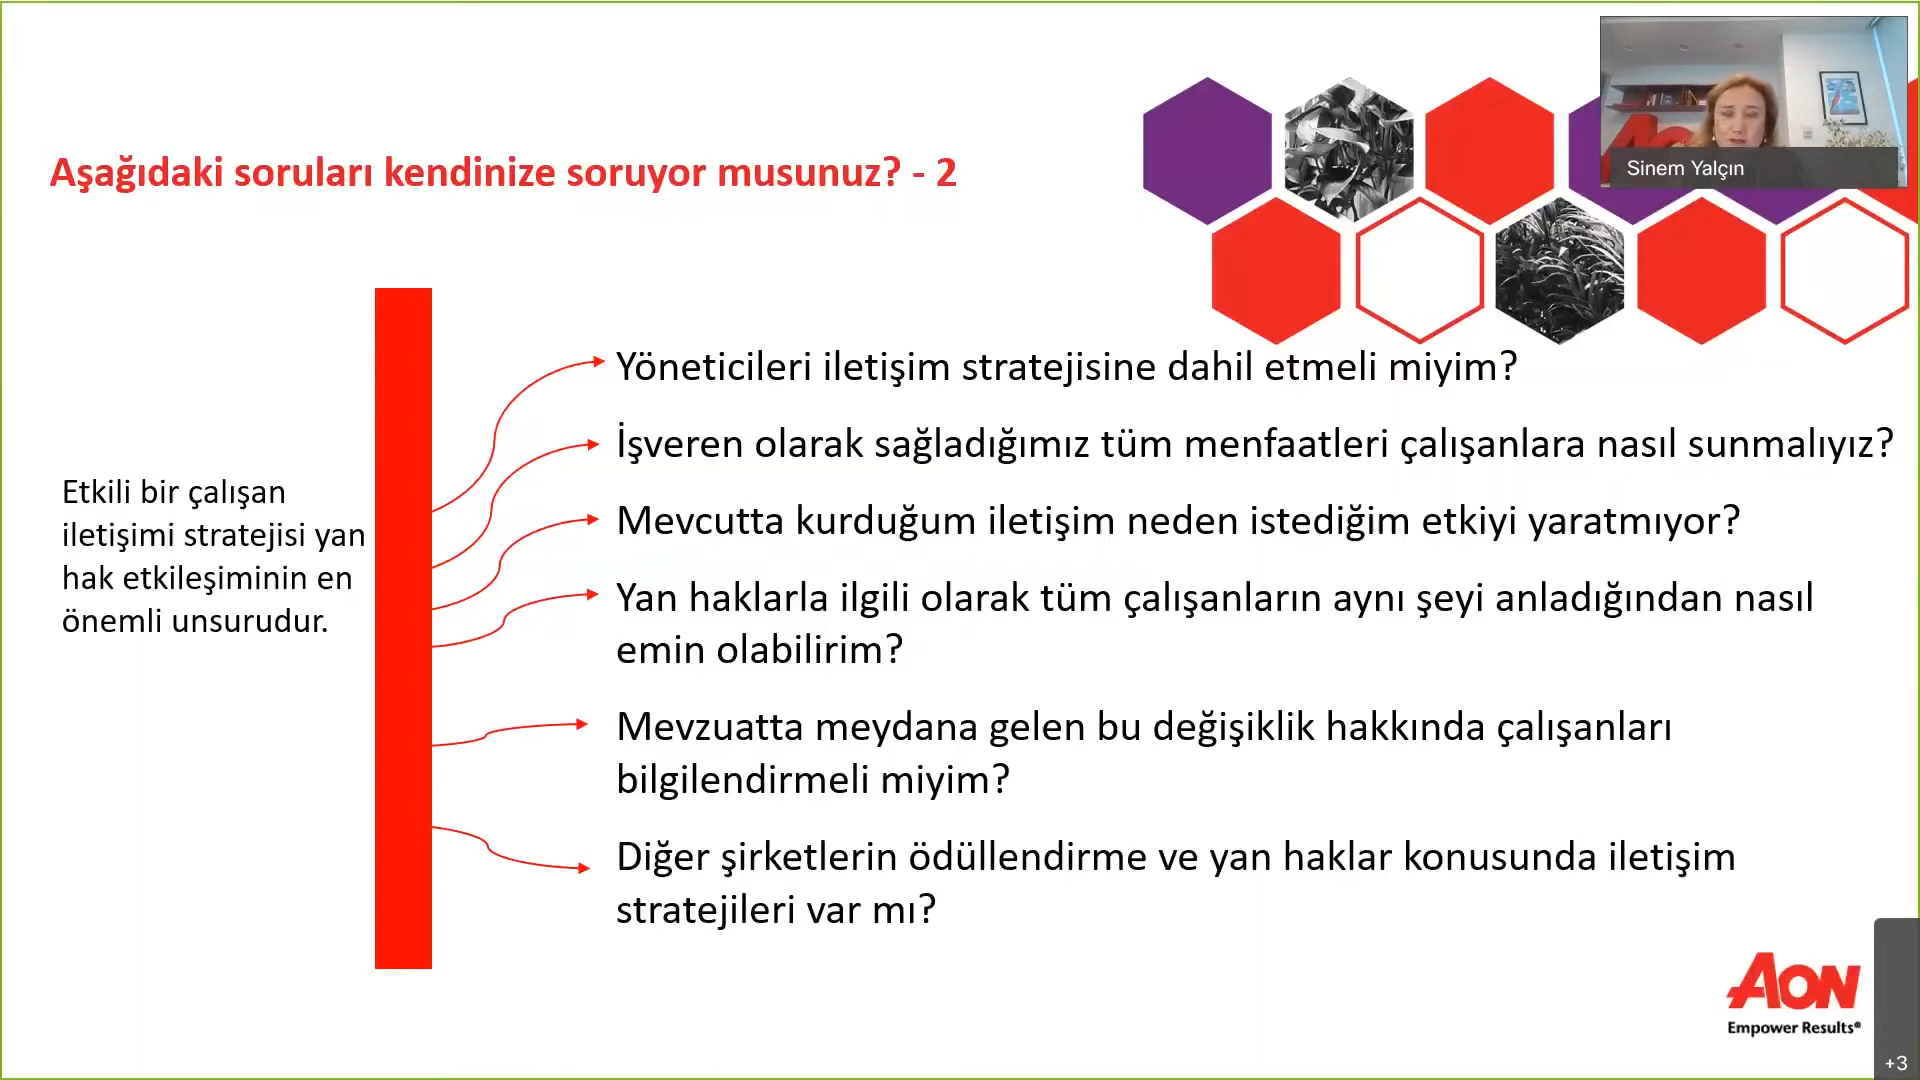 Sinem Yalçın
Aşağıdaki soruları kendinize soruyor musunuz? - 2
Etkili bir çalışan
iletişimi stratejisi yan
hak etkileşiminin en
önemli unsurudur.
Yöneticileri iletişim stratejisine dahil etmeli miyim?
İşveren olarak sağladığımız tüm menfaatleri çalışanlara nasıl sunmalıyız?
Mevcutta kurduğum iletişim neden istediğim etkiyi yaratmıyor?
Yan haklarla ilgili olarak tüm çalışanların aynı şeyi anladığından nasıl
emin olabilirim?
Mevzuatta meydana gelen bu değişiklik hakkında çalışanları
bilgilendirmeli miyim?
Diğer şirketlerin ödüllendirme ve yan haklar konusunda iletişim
stratejileri var mı?
AON
Empower Results®
+3